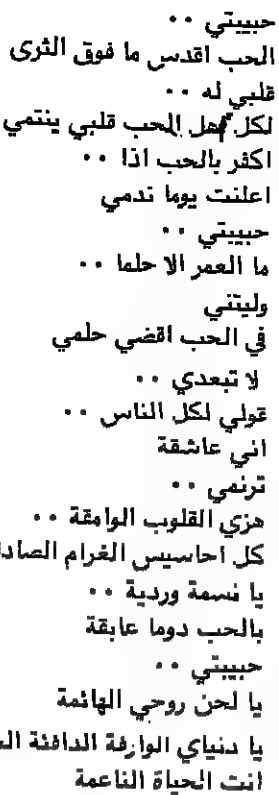 حبيبتي ..
الحب اقدس ما فوق الثرى
قلبي له ..
لكل اهل الحب قلبي ينتمي
اكثر بالحب اذا ..
اعلنت يوما ندمي
حبيبتي ..
ما العمر الا حلما ..
وليتني
في الحب اقضي حلمي
لا تبعدي ..
قولي لكل الناس ..
اني عاشقة
ترنمي ..
هزي القلوب الوامقة ..
كل احاسيس الغرام
يا نسمة وردية ..
بالحب دوما عابقة
حبيبتي ..
يا لحن روحي الهائمة
يا دنياي الوارفة الدافئة
انت الحياة الناعمة